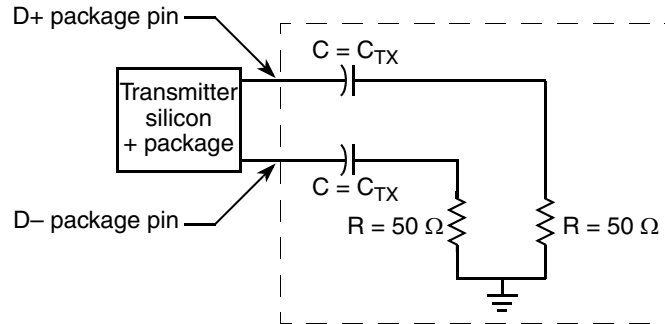 D+ package pin
C = C_TX
Transmitter
silicon
+ package
C = C_TX
D– package pin
R = 50 Ω
R = 50 Ω